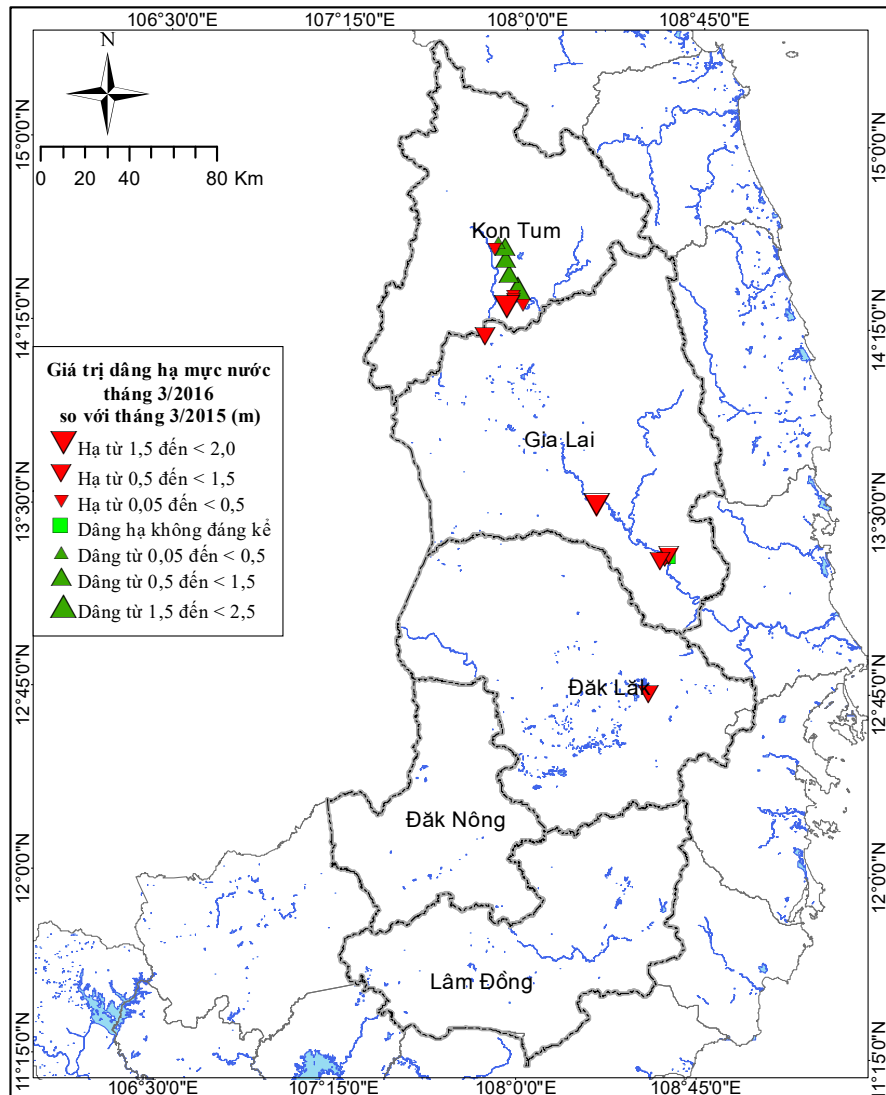 106°30'0"E 107°15'0"E 108°0'0"E 108°45'0"E
N
0 20 40 80 Km
15°0'0"N
15°0'0"N
Kon Tum
14°15'0"N
14°15'0"N
Giá trị dâng hạ mực nước
tháng 3/2016
so với tháng 3/2015 (m)
Hạ từ 1,5 đến < 2,0
Hạ từ 0,5 đến < 1,5
Hạ từ 0,05 đến < 0,5
Dâng hạ không đáng kể
Dâng từ 0,05 đến < 0,5
Dâng từ 0,5 đến < 1,5
Dâng từ 1,5 đến < 2,5
Gia Lai
13°30'0"N
13°30'0"N
Đăk Lăk
12°45'0"N
12°45'0"N
Đăk Nông
12°0'0"N
12°0'0"N
Lâm Đồng
11°15'0"N
11°15'0"N
106°30'0"E 107°15'0"E 108°0'0"E 108°45'0"E